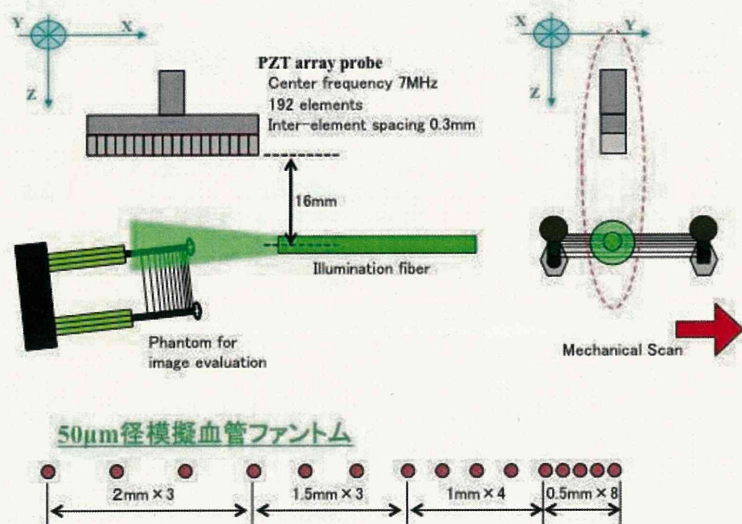 Y
X
Z
PZT array probe
Center frequency 7MHz
192 elements
Inter-element spacing 0.3mm
X
Y
Z
16mm
Illumination fiber
Phantom for
image evaluation
Mechanical Scan
50μm径模擬血管ファントム
2mm×3
1.5mm×3
1mm×4
0.5mm×8